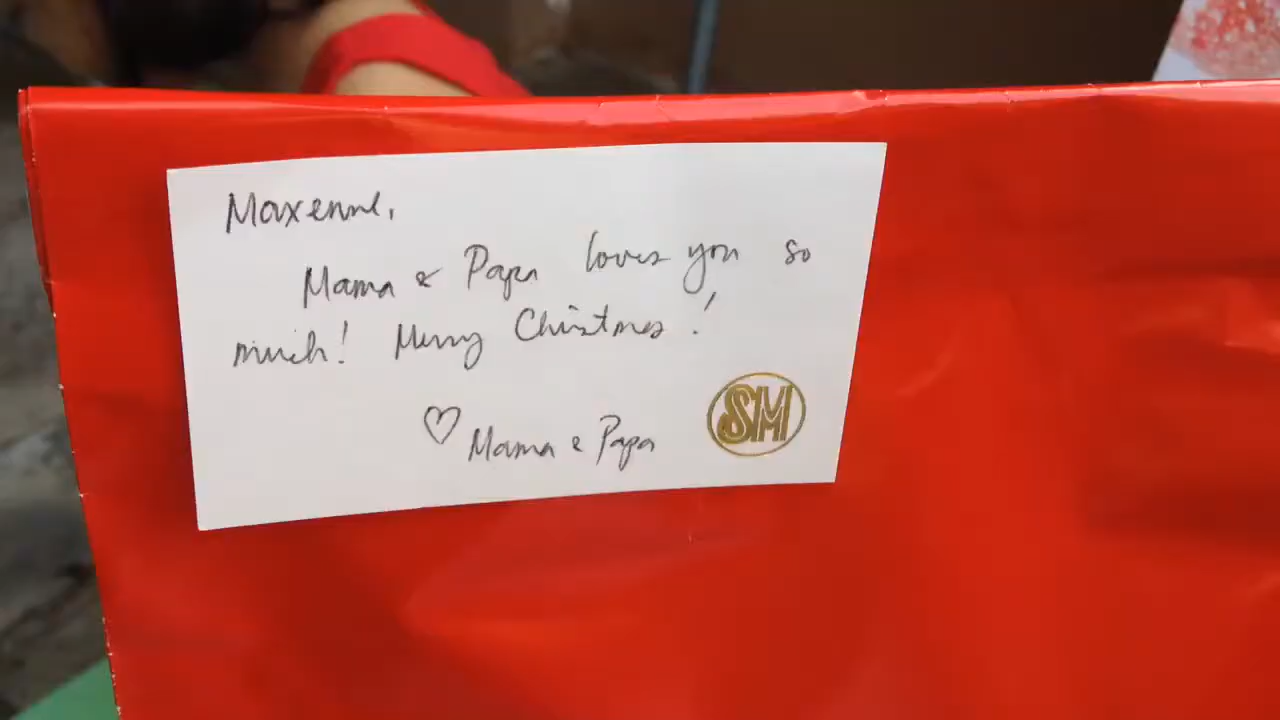 Maxenne,
Mama & Papa loves you so
much! Merry Christmas!
♡ Mama & Papa
SM